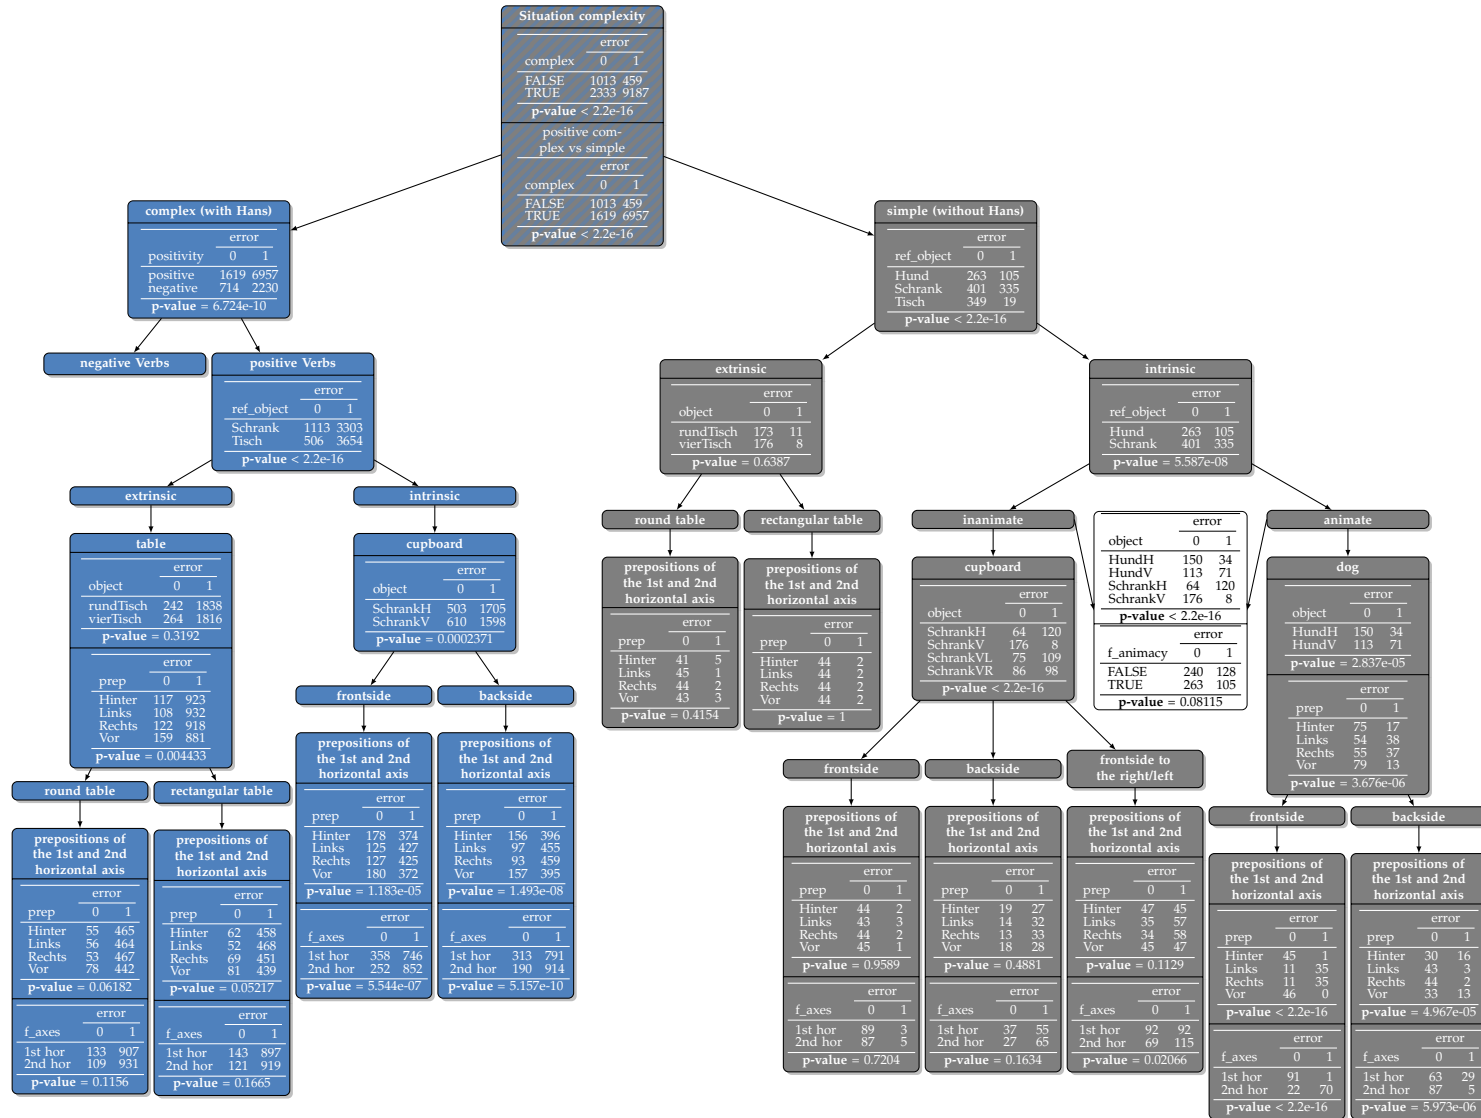 Situation complexity
error
complex 0 1
FALSE 1013 459
TRUE 2333 9187
p-value < 2.2e-16
positive com-
plex vs simple
error
complex 0 1
FALSE 1013 459
TRUE 1619 6957
p-value < 2.2e-16
complex (with Hans)
error
positivity 0 1
positive 1619 6957
negative 714 2230
p-value = 6.724e-10
simple (without Hans)
error
ref_object 0 1
Hund 263 105
Schrank 401 335
Tisch 349 19
p-value < 2.2e-16
negative Verbs
positive Verbs
error
ref_object 0 1
Schrank 1113 3303
Tisch 506 3654
p-value < 2.2e-16
extrinsic
error
object 0 1
rundTisch 173 11
vierTisch 176 8
p-value = 0.6387
intrinsic
error
ref_object 0 1
Hund 263 105
Schrank 401 335
p-value = 5.587e-08
extrinsic
intrinsic
table
error
object 0 1
rundTisch 242 1838
vierTisch 264 1816
p-value = 0.3192
error
prep 0 1
Hinter 117 923
Links 108 932
Rechts 122 918
Vor 159 881
p-value = 0.004433
cupboard
error
object 0 1
SchrankH 503 1705
SchrankV 610 1598
p-value = 0.0002371
frontside
backside
prepositions of
the 1st and 2nd
horizontal axis
error
prep 0 1
Hinter 178 374
Links 125 427
Rechts 127 425
Vor 180 372
p-value = 1.183e-05
error
f_axes 0 1
1st hor 358 746
2nd hor 252 852
p-value = 5.544e-07
prepositions of
the 1st and 2nd
horizontal axis
error
prep 0 1
Hinter 156 396
Links 97 455
Rechts 93 459
Vor 157 395
p-value = 1.493e-08
error
f_axes 0 1
1st hor 313 791
2nd hor 190 914
p-value = 5.157e-10
round table
rectangular table
prepositions of
the 1st and 2nd
horizontal axis
error
prep 0 1
Hinter 55 465
Links 56 464
Rechts 53 467
Vor 78 442
p-value = 0.06182
error
f_axes 0 1
1st hor 133 907
2nd hor 109 931
p-value = 0.1156
prepositions of
the 1st and 2nd
horizontal axis
error
prep 0 1
Hinter 62 458
Links 52 468
Rechts 69 451
Vor 81 439
p-value = 0.05217
error
f_axes 0 1
1st hor 143 897
2nd hor 121 919
p-value = 0.1665
round table
rectangular table
prepositions of
the 1st and 2nd
horizontal axis
error
prep 0 1
Hinter 41 5
Links 45 1
Rechts 44 2
Vor 43 3
p-value = 0.4154
prepositions of
the 1st and 2nd
horizontal axis
error
prep 0 1
Hinter 44 2
Links 44 2
Rechts 44 2
Vor 44 2
p-value = 1
inanimate
animate
error
object 0 1
HundH 150 34
HundV 113 71
SchrankH 64 120
SchrankV 176 8
p-value < 2.2e-16
error
f_animacy 0 1
FALSE 240 128
TRUE 263 105
p-value = 0.08115
cupboard
error
object 0 1
SchrankH 64 120
SchrankV 176 8
SchrankVL 75 109
SchrankVR 86 98
p-value < 2.2e-16
dog
error
object 0 1
HundH 150 34
HundV 113 71
p-value = 2.837e-05
error
prep 0 1
Hinter 75 17
Links 54 38
Rechts 55 37
Vor 79 13
p-value = 3.676e-06
frontside
backside
frontside to
the right/left
prepositions of
the 1st and 2nd
horizontal axis
error
prep 0 1
Hinter 44 2
Links 43 3
Rechts 44 2
Vor 45 1
p-value = 0.9589
error
f_axes 0 1
1st hor 89 3
2nd hor 87 5
p-value = 0.7204
prepositions of
the 1st and 2nd
horizontal axis
error
prep 0 1
Hinter 19 27
Links 14 32
Rechts 13 33
Vor 18 28
p-value = 0.4881
error
f_axes 0 1
1st hor 37 55
2nd hor 27 65
p-value = 0.1634
prepositions of
the 1st and 2nd
horizontal axis
error
prep 0 1
Hinter 47 45
Links 35 57
Rechts 34 58
Vor 45 47
p-value = 0.1129
error
f_axes 0 1
1st hor 92 92
2nd hor 69 115
p-value = 0.02066
frontside
backside
prepositions of
the 1st and 2nd
horizontal axis
error
prep 0 1
Hinter 45 1
Links 11 35
Rechts 11 35
Vor 46 0
p-value < 2.2e-16
error
f_axes 0 1
1st hor 91 1
2nd hor 22 70
p-value < 2.2e-16
prepositions of
the 1st and 2nd
horizontal axis
error
prep 0 1
Hinter 30 16
Links 43 3
Rechts 44 2
Vor 33 13
p-value = 4.967e-05
error
f_axes 0 1
1st hor 63 29
2nd hor 87 5
p-value = 5.973e-06